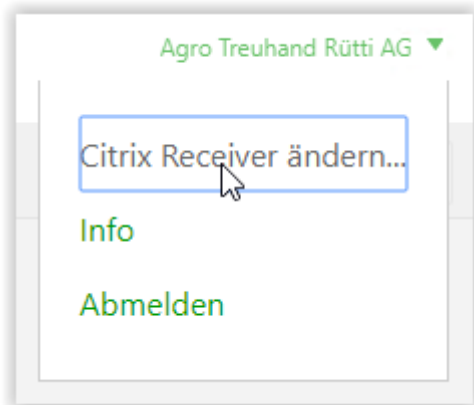 Agro Treuhand Rütti AG
Citrix Receiver ändern...
Info
Abmelden